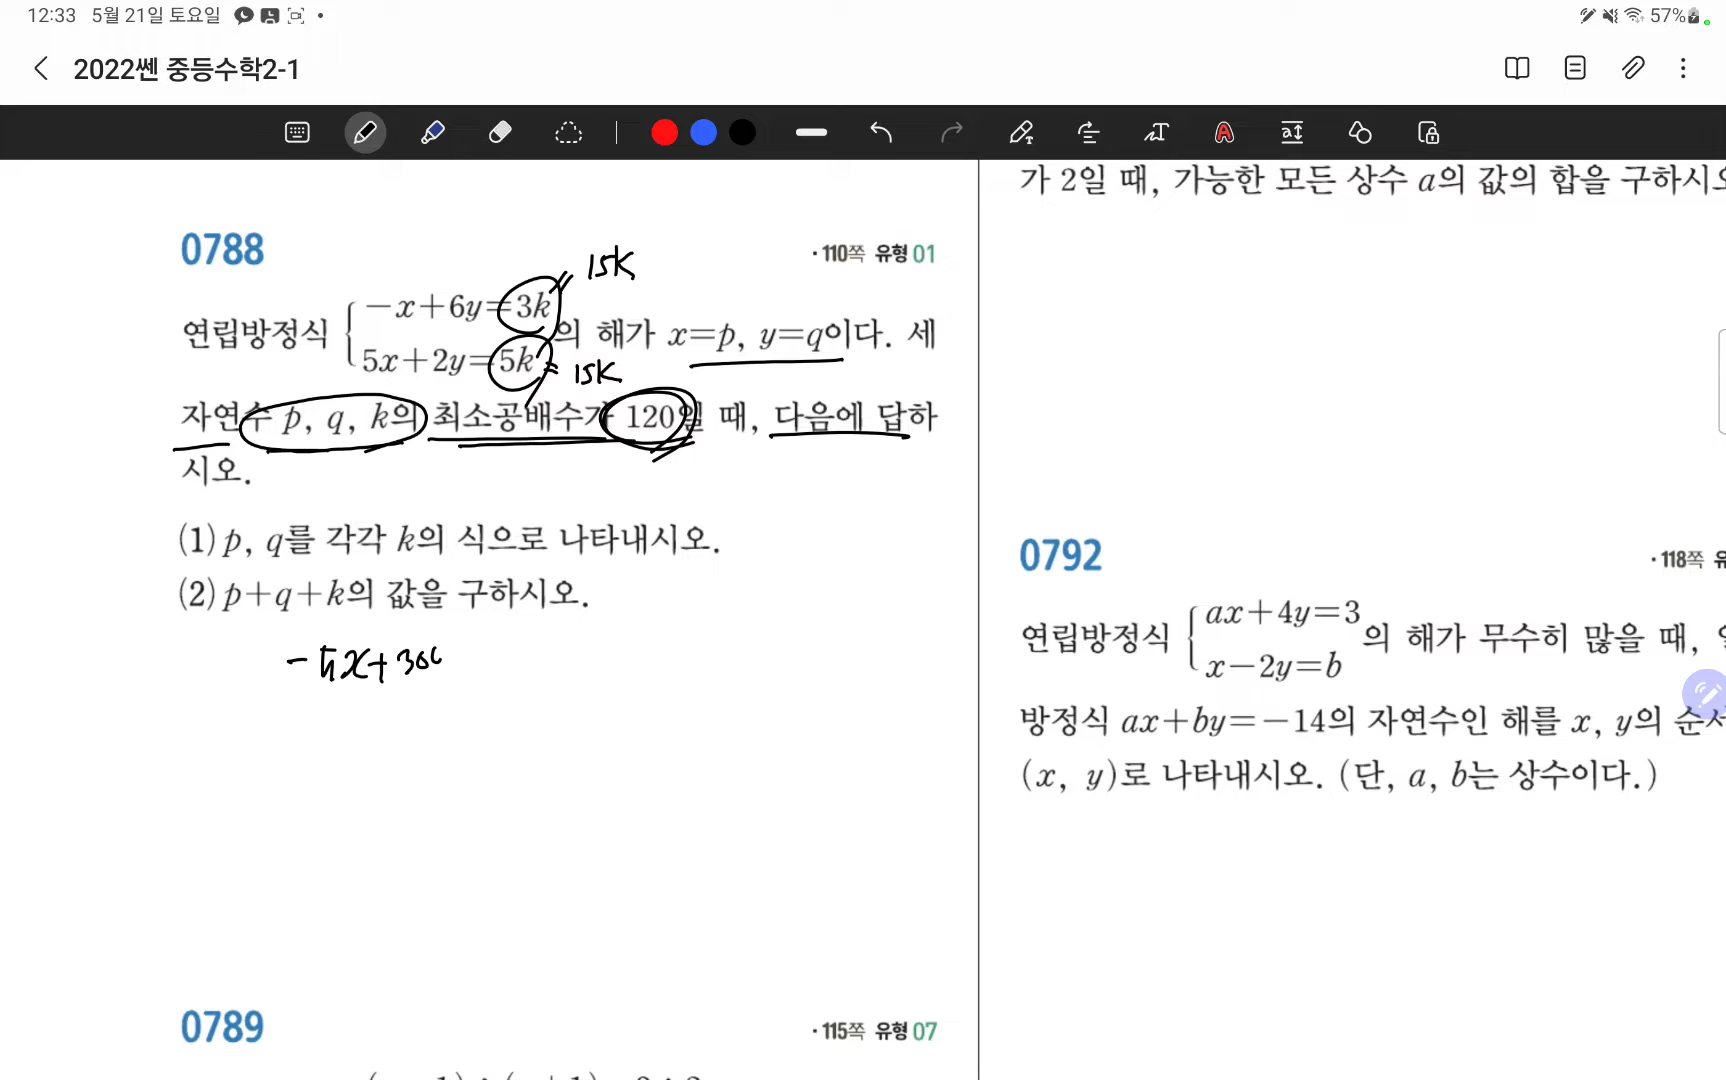 12:33 5월 21일 토요일
57%
2022쎈 중등수학2-1
가 2일 때, 가능한 모든 상수 a의 값의 합을 구하시오
0788
·110쪽 유형 01
15K
연립방정식 { -x+6y=3k
5x+2y=5k 의 해가 x=p, y=q이다. 세
15K
자연수 p, q, k의 최소공배수가 120일 때, 다음에 답하
시오.
(1) p, q를 각각 k의 식으로 나타내시오.
(2) p+q+k의 값을 구하시오.
-5x+30
0789
·115쪽 유형 07
0792
·118쪽
연립방정식 { ax+4y=3
x-2y=b 의 해가 무수히 많을 때,
방정식 ax+by=-14의 자연수인 해를 x, y의 순서
(x, y)로 나타내시오. (단, a, b는 상수이다.)